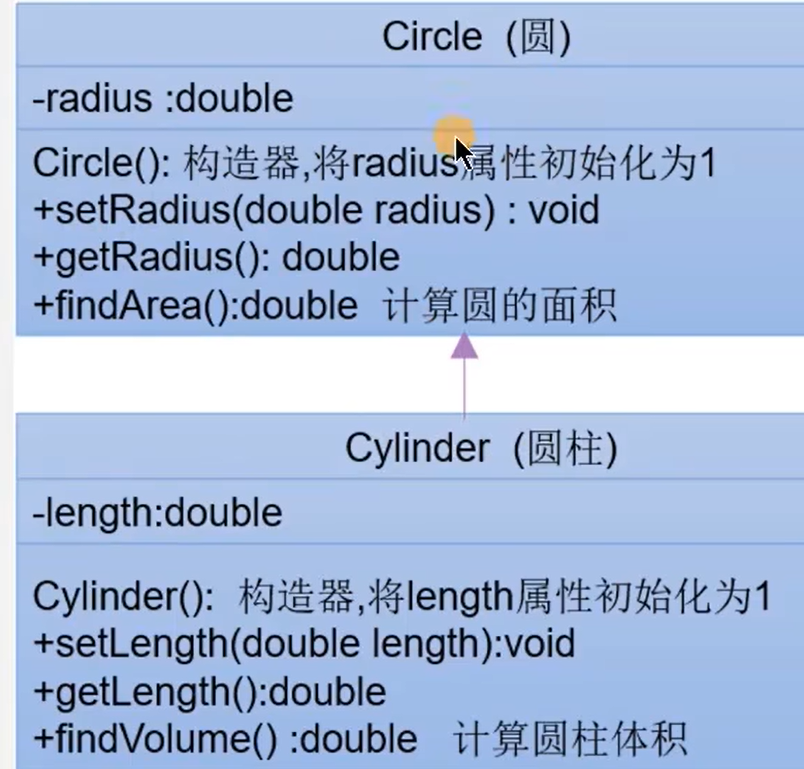 Circle (圆)
-radius :double
Circle(): 构造器,将radius属性初始化为1
+setRadius(double radius) : void
+getRadius(): double
+findArea():double 计算圆的面积
Cylinder (圆柱)
-length:double
Cylinder(): 构造器,将length属性初始化为1
+setLength(double length):void
+getLength():double
+findVolume() :double 计算圆柱体积